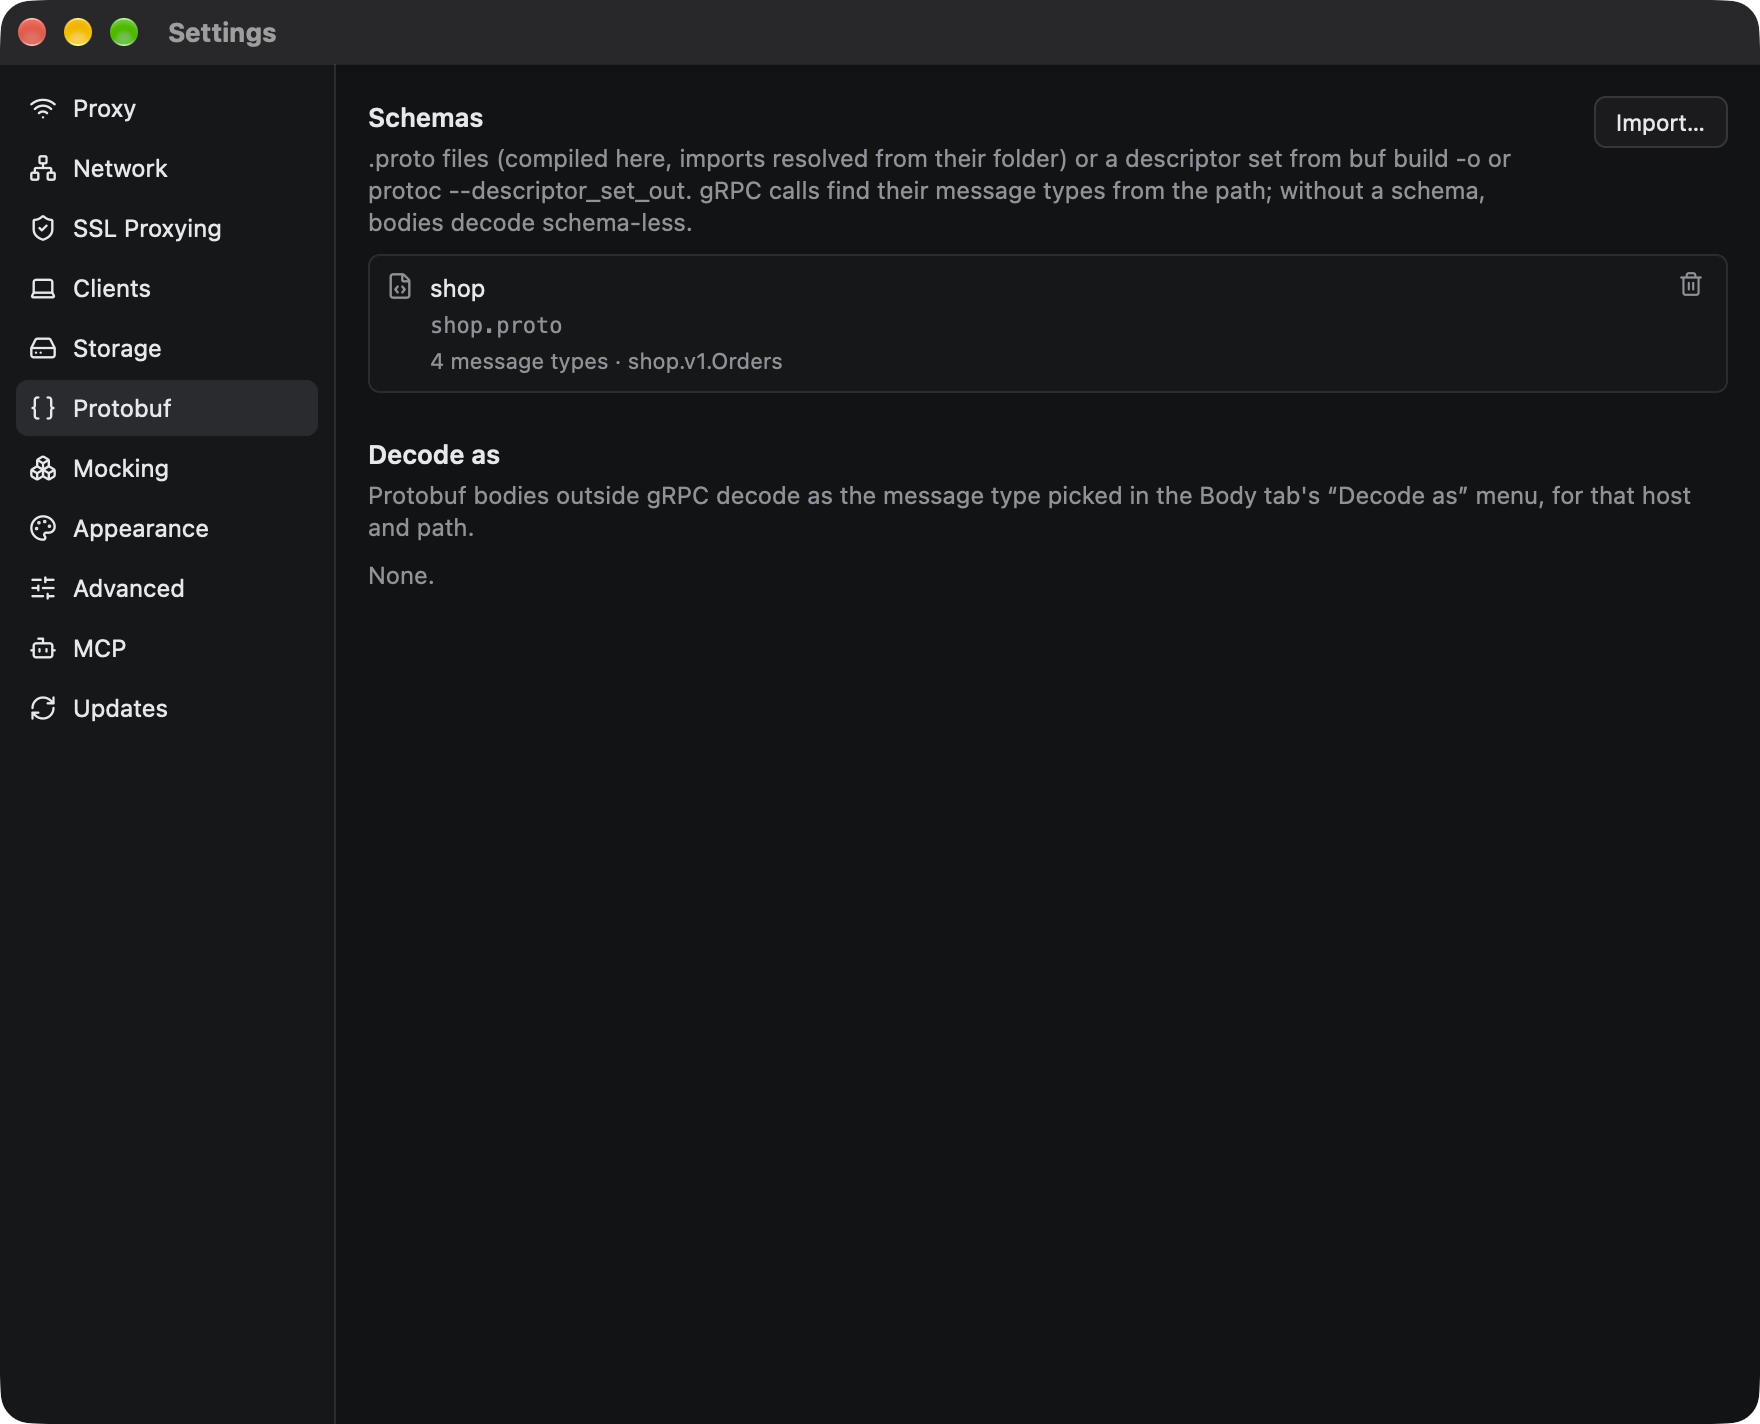 Settings
Proxy
Network
SSL Proxying
Clients
Storage
Protobuf
Mocking
Appearance
Advanced
MCP
Updates
Schemas
Import...
.proto files (compiled here, imports resolved from their folder) or a descriptor set from buf build -o or
protoc --descriptor_set_out. gRPC calls find their message types from the path; without a schema,
bodies decode schema-less.
shop
shop.proto
4 message types · shop.v1.Orders
Decode as
Protobuf bodies outside gRPC decode as the message type picked in the Body tab's “Decode as” menu, for that host
and path.
None.